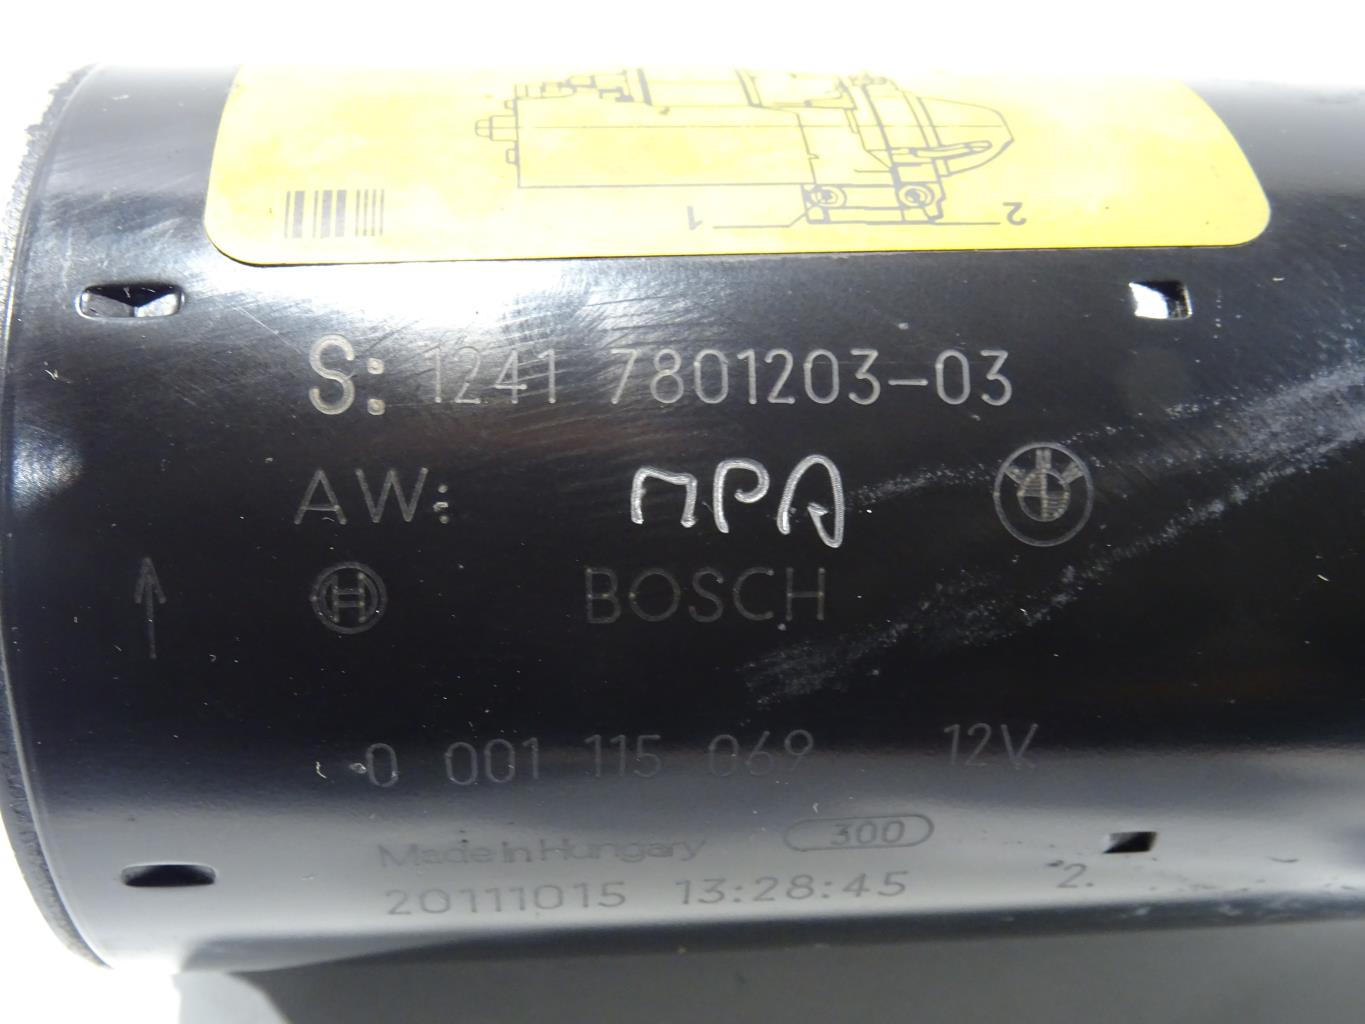 1 2
S: 1241 7801203-03
AW: MPA
BOSCH
0 001 115 069 12V
Made in Hungary 300
20111015 13:28:45 2.